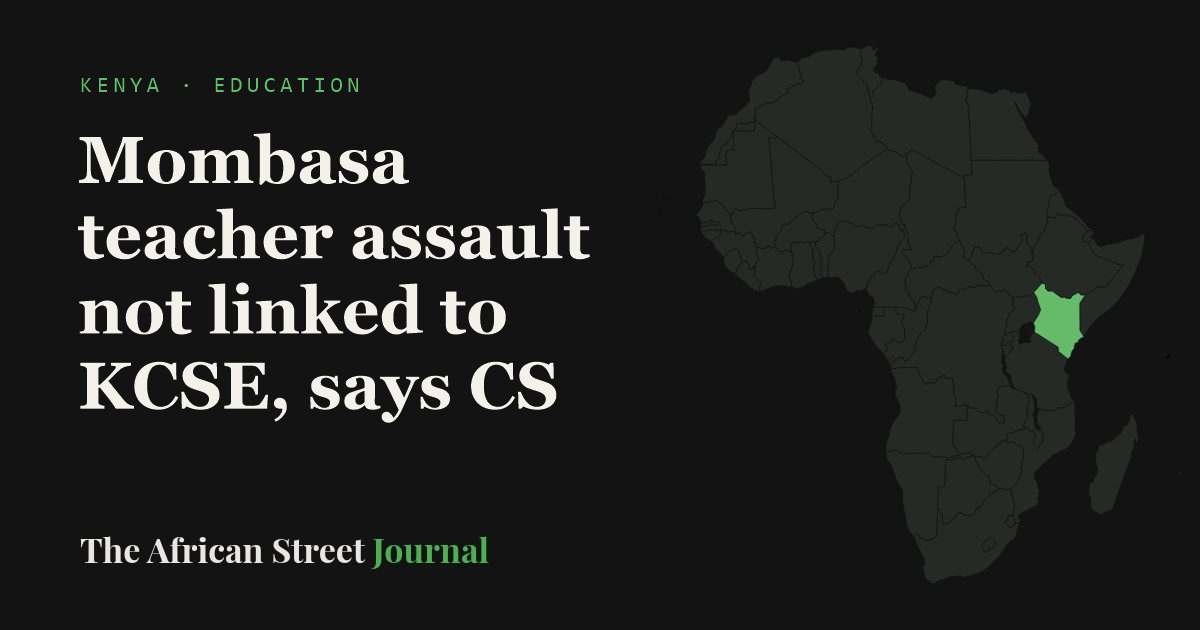 KENYA · EDUCATION
Mombasa
teacher assault
not linked to
KCSE, says CS
The African Street Journal